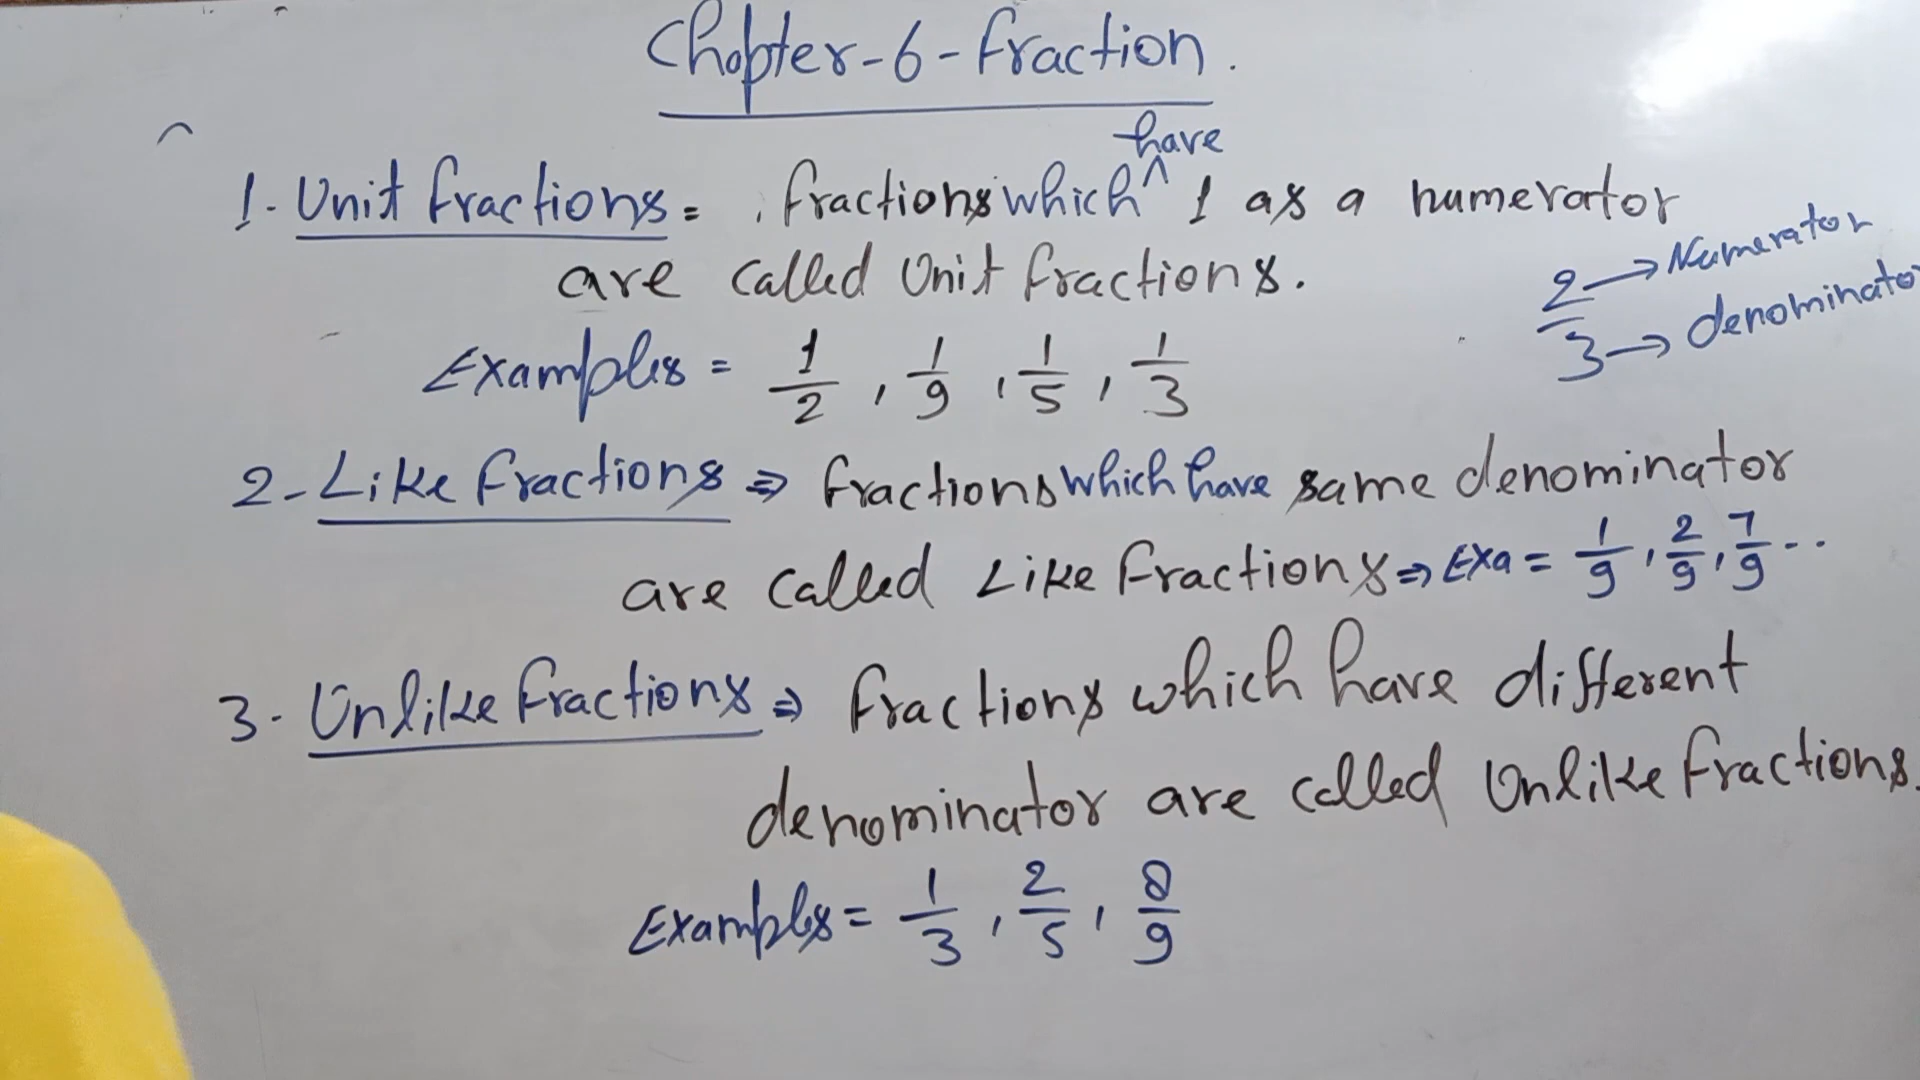 Chapter-6-fraction.
1. Unit fractions = fractions which have 1 as a numerator
are called Unit fractions.
2/3 → Numerator
→ denominator
Examples = 1/2, 1/9, 1/5, 1/3
2- Like fractions ⇒ fractions which have same denominator
are called Like fractions ⇒ Exa = 1/9, 2/9, 7/9 ..
3. Unlike fractions ⇒ fractions which have different
denominator are called Unlike fractions.
Examples = 1/3, 2/5, 8/9